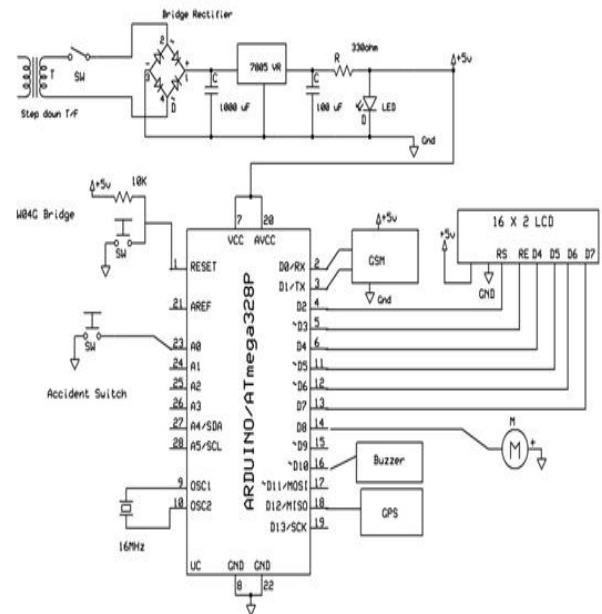 Bridge Rectifier
2
330ohm
R
+5v
7805 VR
C
C
T
SW
3
1
4
D
1000 uF
100 uF
LED
D
Step down T/F
Gnd
+5v
10K
W04G Bridge
SW
7 20
VCC AVCC
+5v
16 X 2 LCD
+5v
RS RE D4 D5 D6 D7
GND
1 RESET
D0/RX 2
GSM
D1/TX 3
Gnd
21 AREF
D2 4
~D3 5
23 A0
D4 6
SW
24 A1
~D5 11
Accident Switch
25 A2
~D6 12
26 A3
D7 13
27 A4/SDA
D8 14
M
M
+
28 A5/SCL
~D9 15
~D10 16
Buzzer
9 OSC1
~D11/MOSI 17
10 OSC2
D12/MISO 18
GPS
D13/SCK 19
16MHz
ARDUINO/ATmega328P
UC
GND GND
8 22